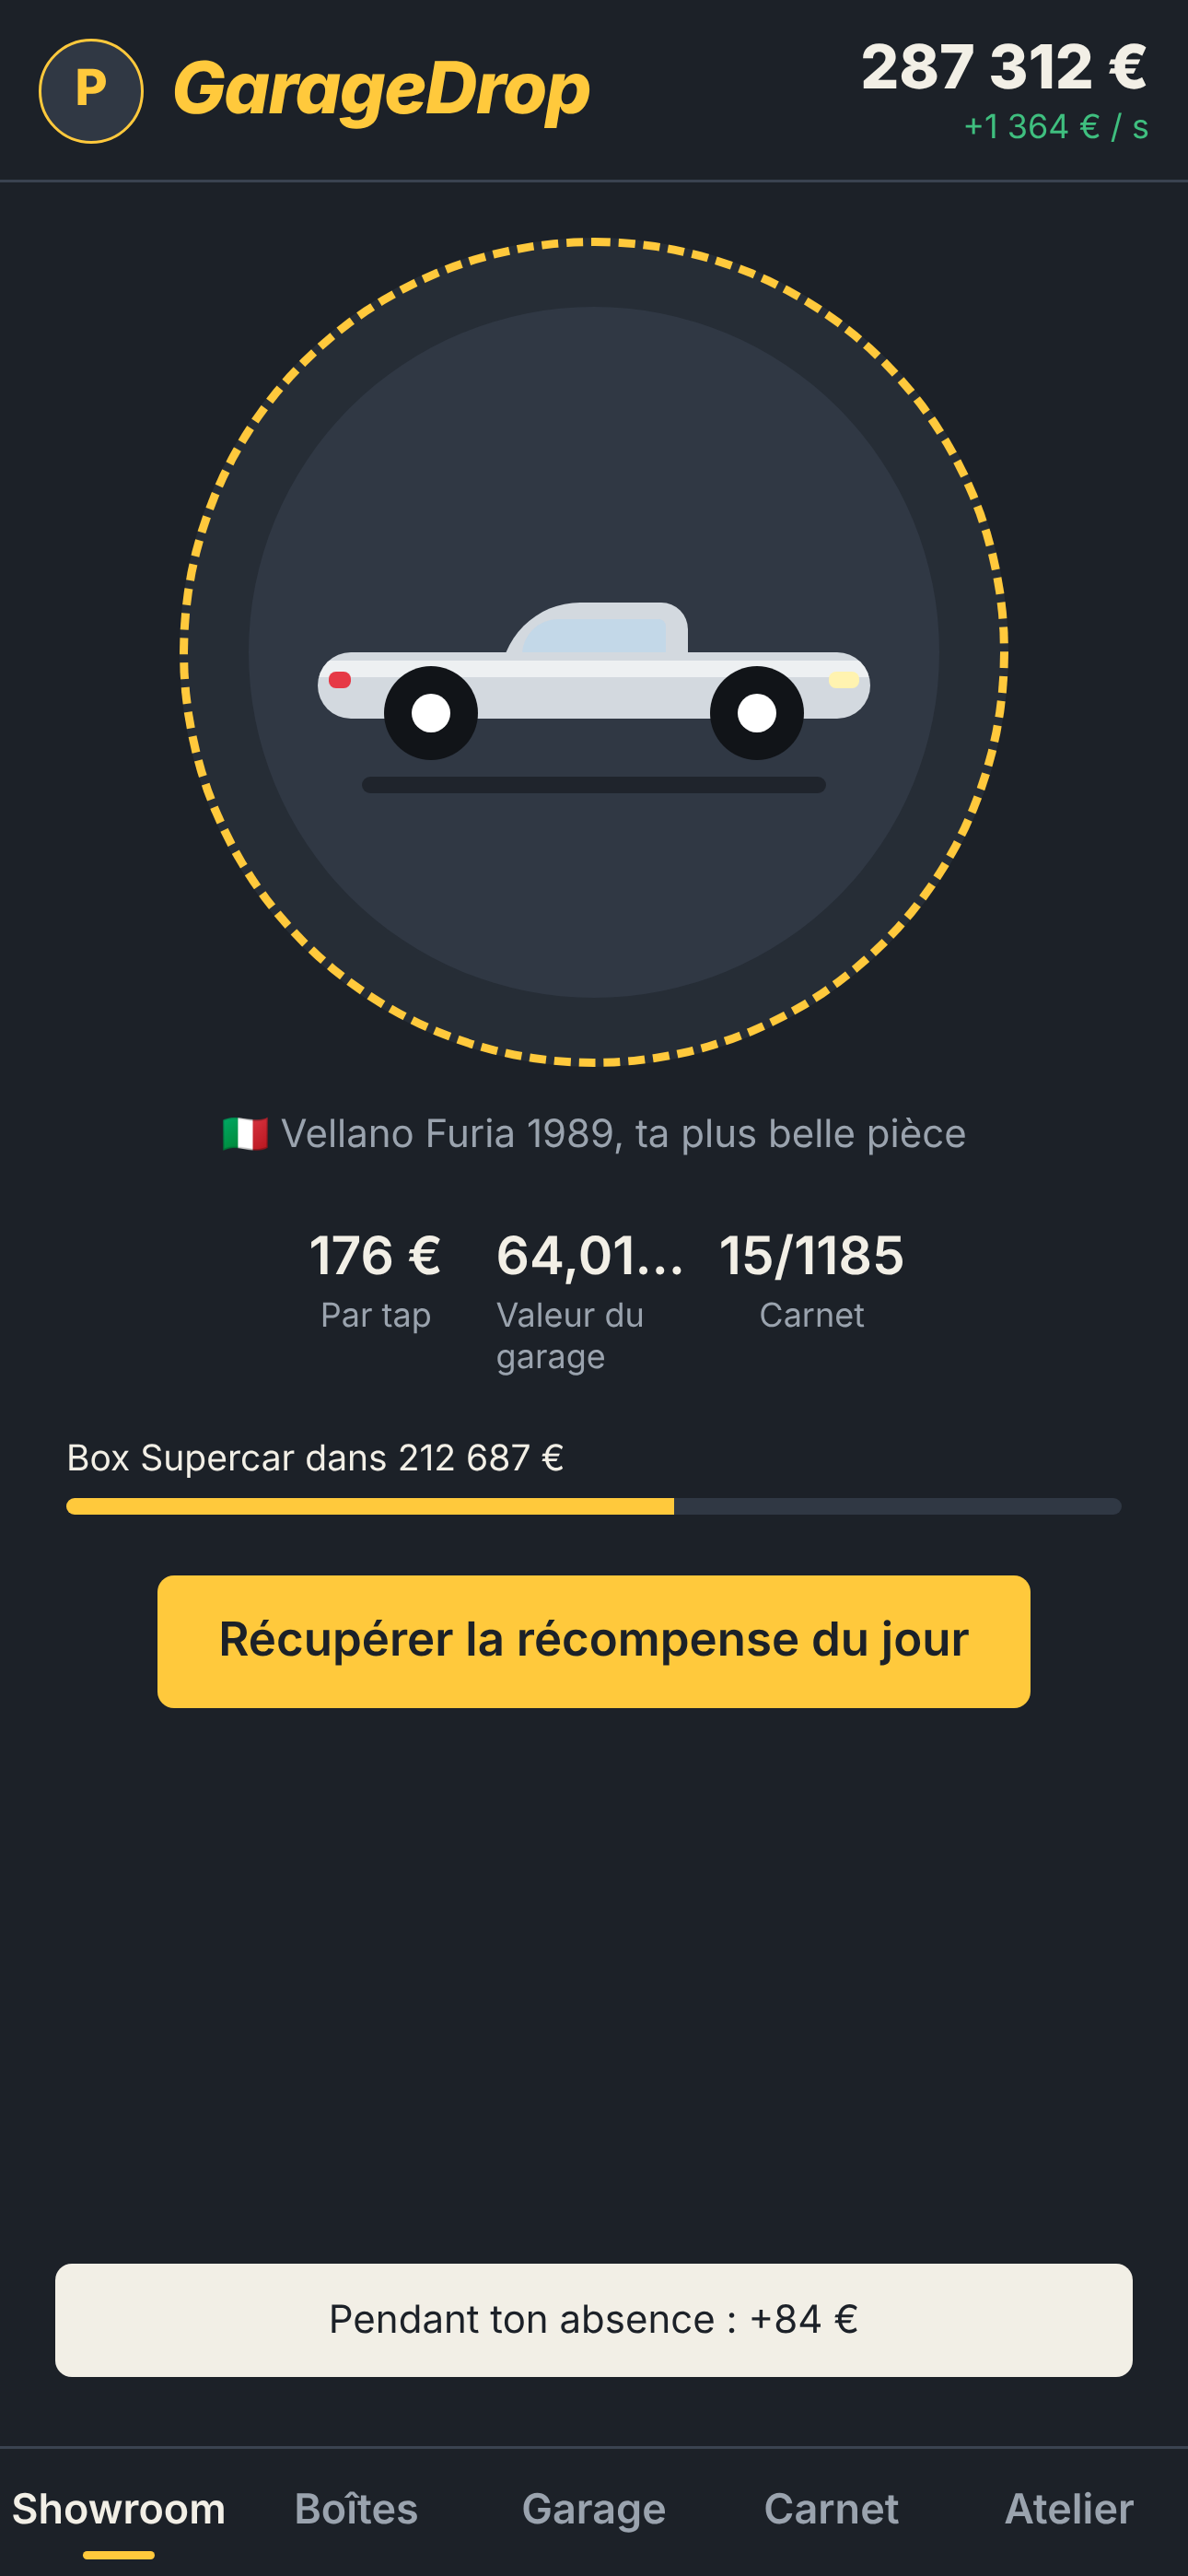 P
GarageDrop
287 312 €
+1 364 € / s
Vellano Furia 1989, ta plus belle pièce
176 €
64,01...
15/1185
Par tap
Valeur du
garage
Carnet
Box Supercar dans 212 687 €
Récupérer la récompense du jour
Pendant ton absence : +84 €
Showroom
Boîtes
Garage
Carnet
Atelier